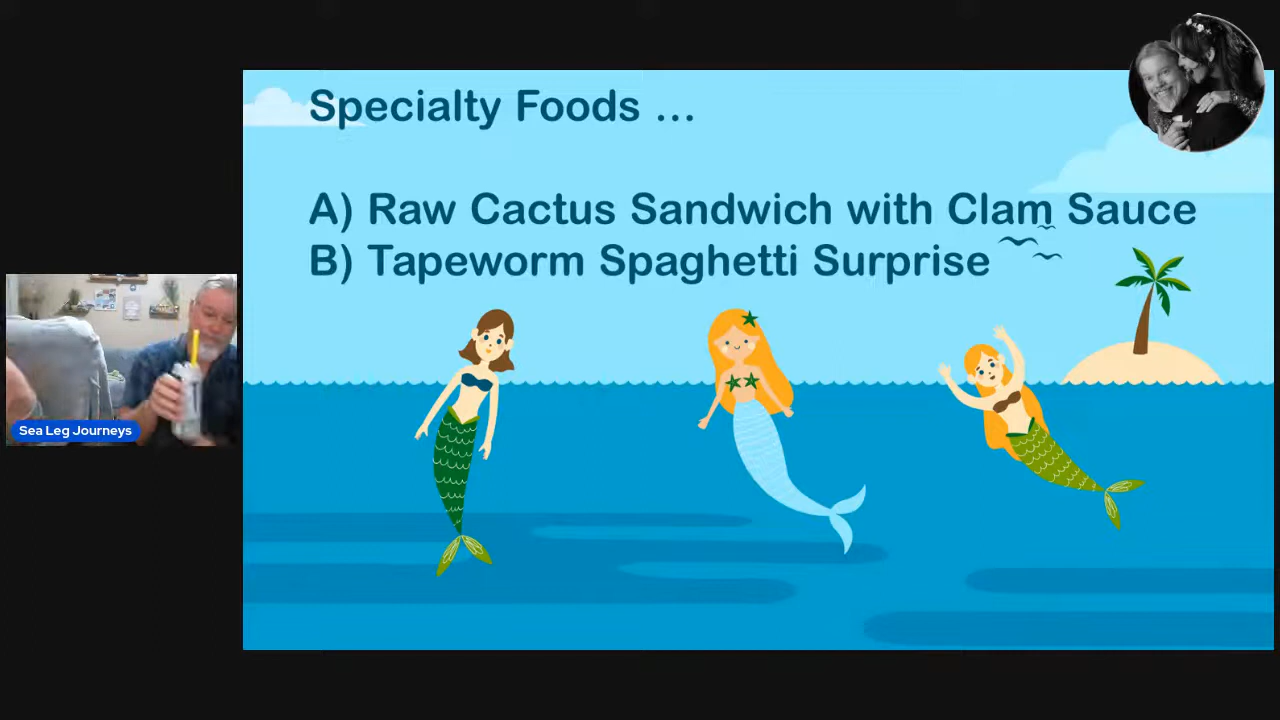 Specialty Foods ...
A) Raw Cactus Sandwich with Clam Sauce
B) Tapeworm Spaghetti Surprise
Sea Leg Journeys